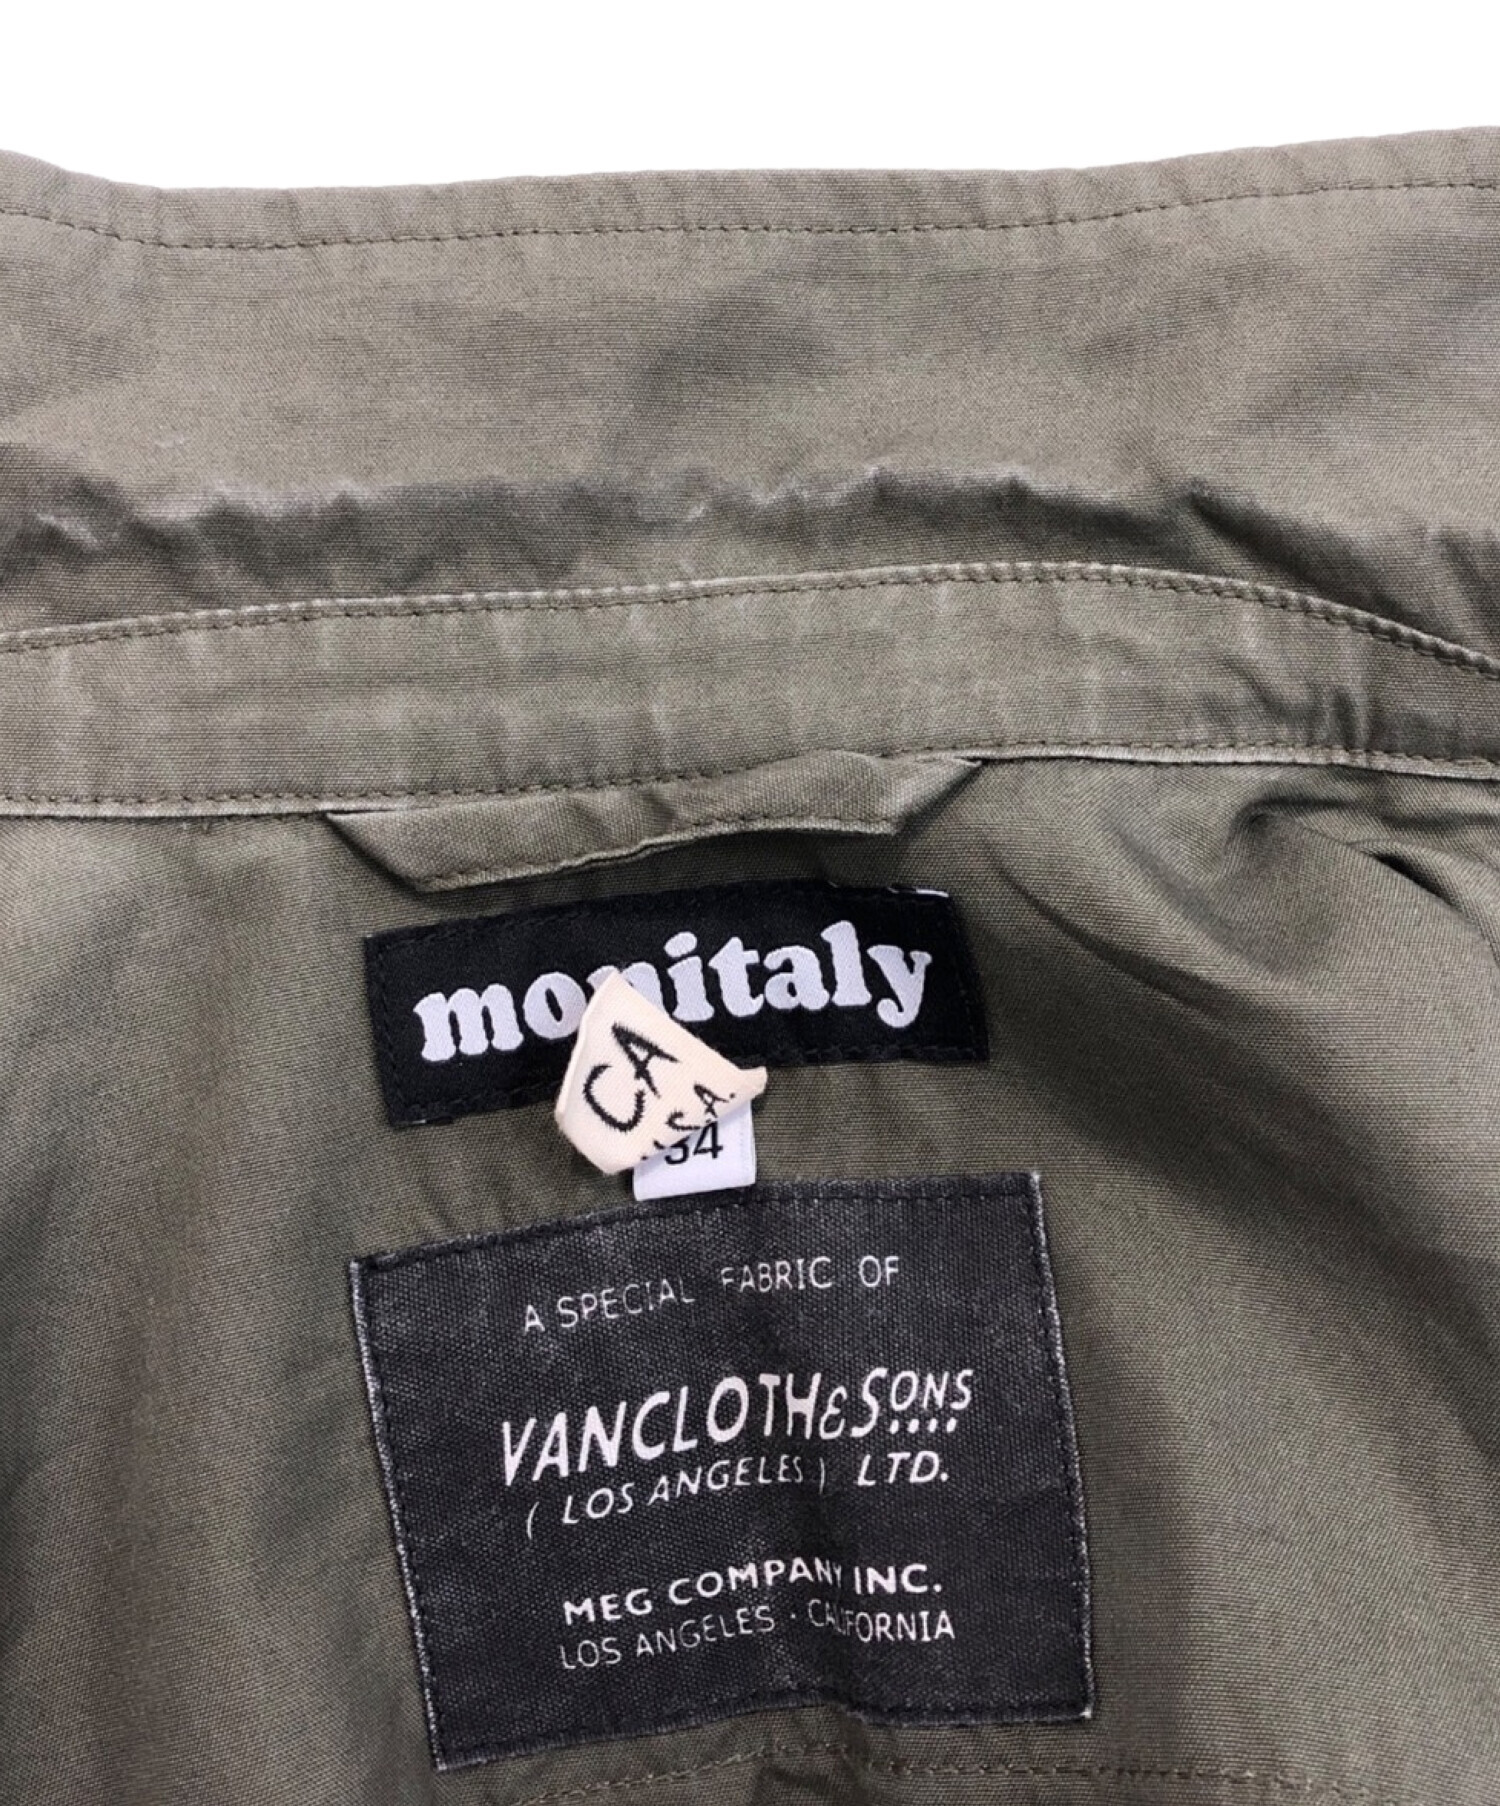 monitaly
CA
.S.A.
34
A SPECIAL FABRIC OF
VANCLOTH & SONS
(LOS ANGELES) LTD.
MEG COMPANY INC.
LOS ANGELES · CALIFORNIA